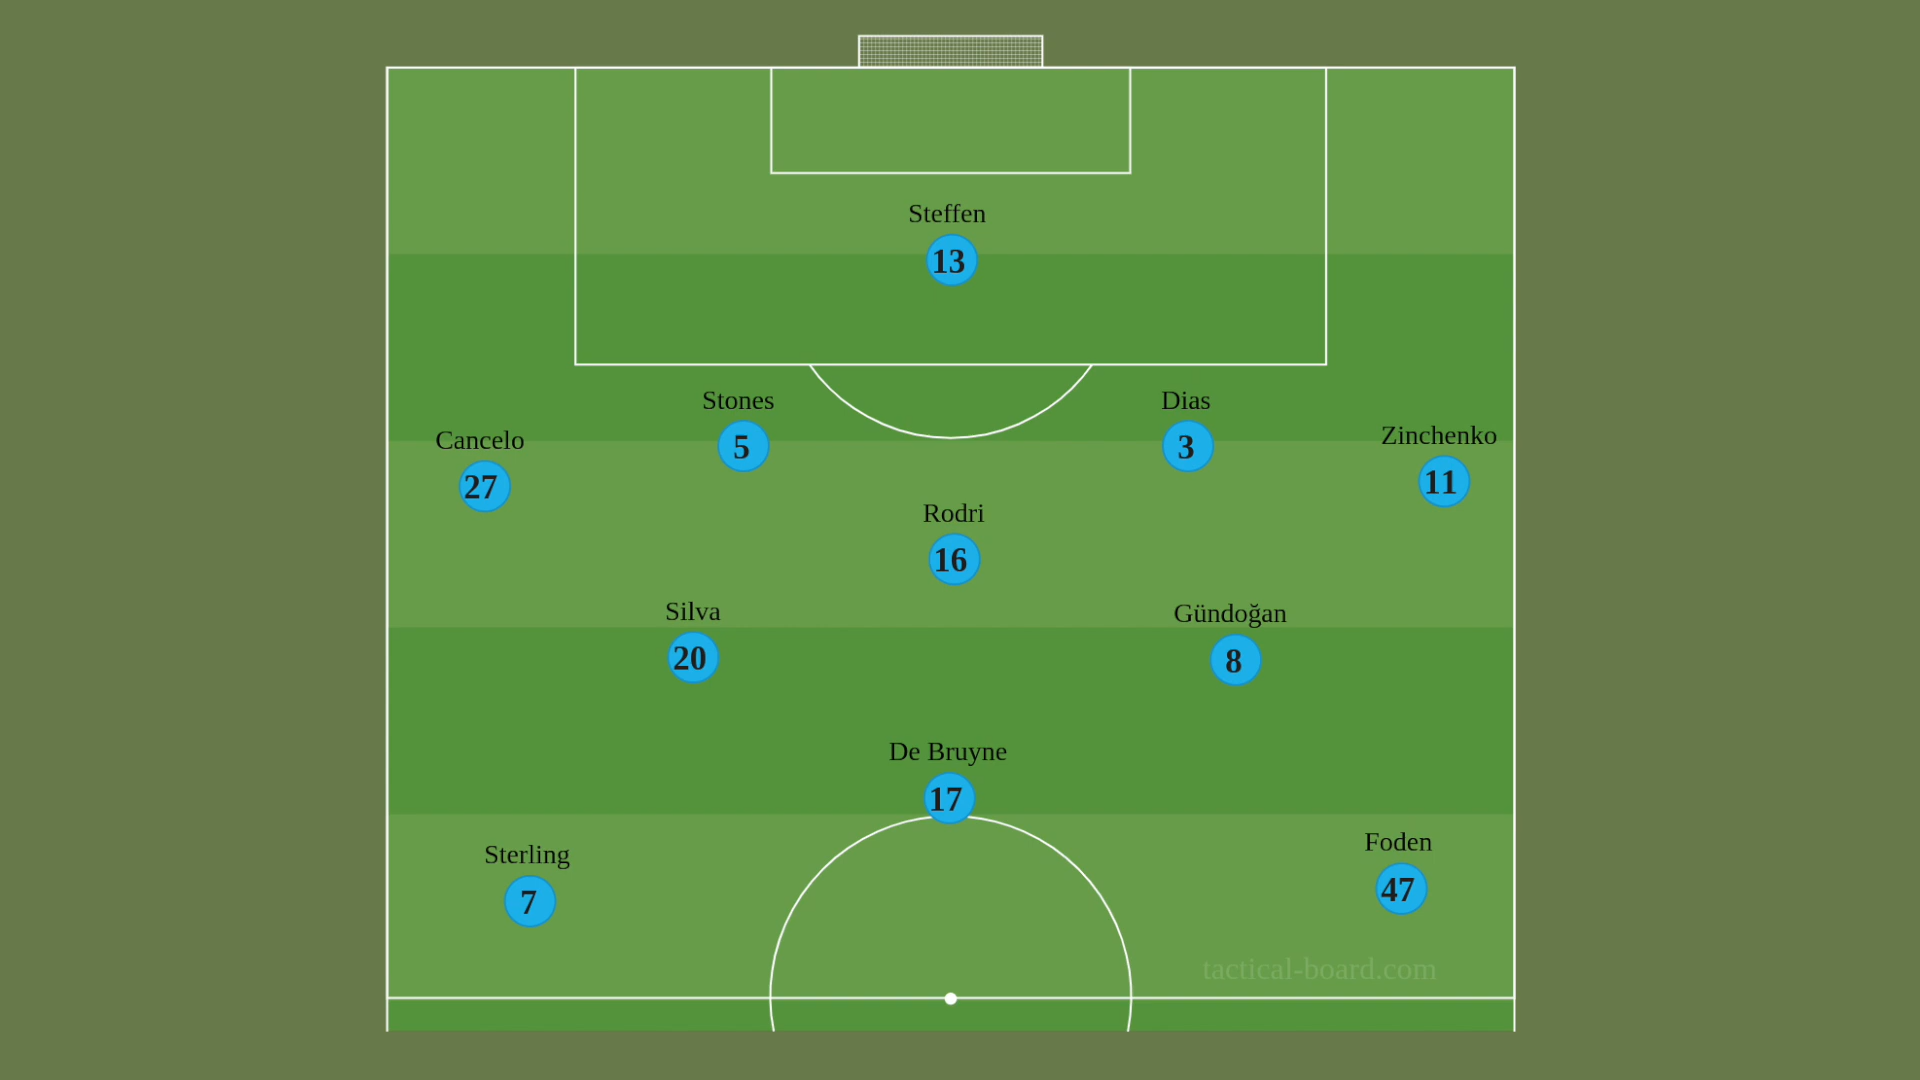 Steffen
13
Stones
5
Dias
3
Cancelo
27
Zinchenko
11
Rodri
16
Silva
20
Gündoğan
8
De Bruyne
17
Sterling
7
Foden
47
tactical-board.com